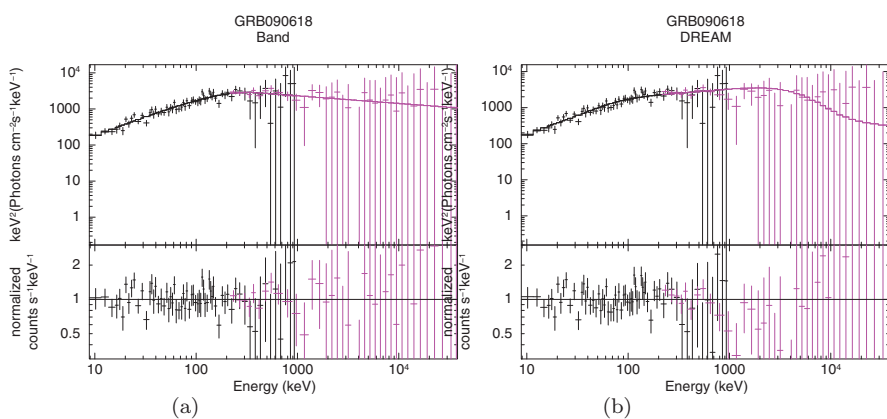 GRB090618
Band
keV²(Photons cm⁻²s⁻¹keV⁻¹)
10⁴
1000
100
10
1
normalized
counts s⁻¹keV⁻¹
2
1
0.5
10
100
1000
10⁴
Energy (keV)
(a)
GRB090618
DREAM
keV²(Photons cm⁻²s⁻¹keV⁻¹)
10⁴
1000
100
10
1
normalized
counts s⁻¹keV⁻¹
2
1
0.5
10
100
1000
10⁴
Energy (keV)
(b)